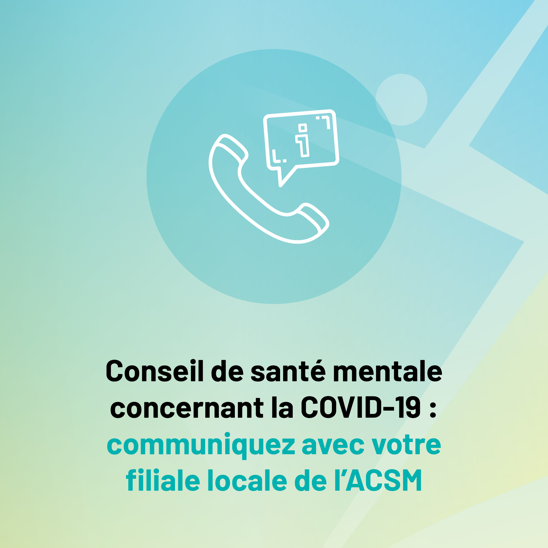 Conseil de santé mentale
concernant la COVID-19 :
communiquez avec votre
filiale locale de l’ACSM